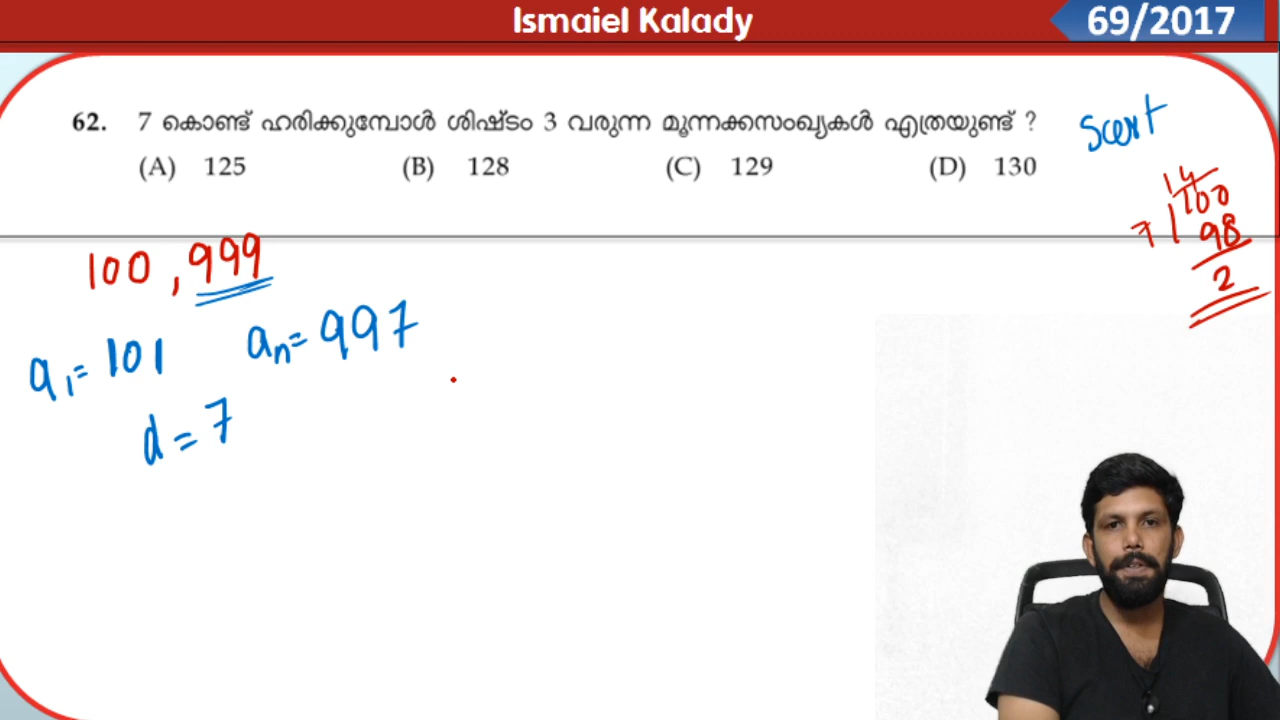 Ismaiel Kalady
69/2017
62. 7 കൊണ്ട് ഹരിക്കുമ്പോൾ ശിഷ്ടം 3 വരുന്ന മൂന്നക്കസംഖ്യകൾ എത്രയുണ്ട് ?
(A) 125 (B) 128 (C) 129 (D) 130
14
7 100
98
2
100 , 999
a₁= 101 aₙ= 997
d = 7